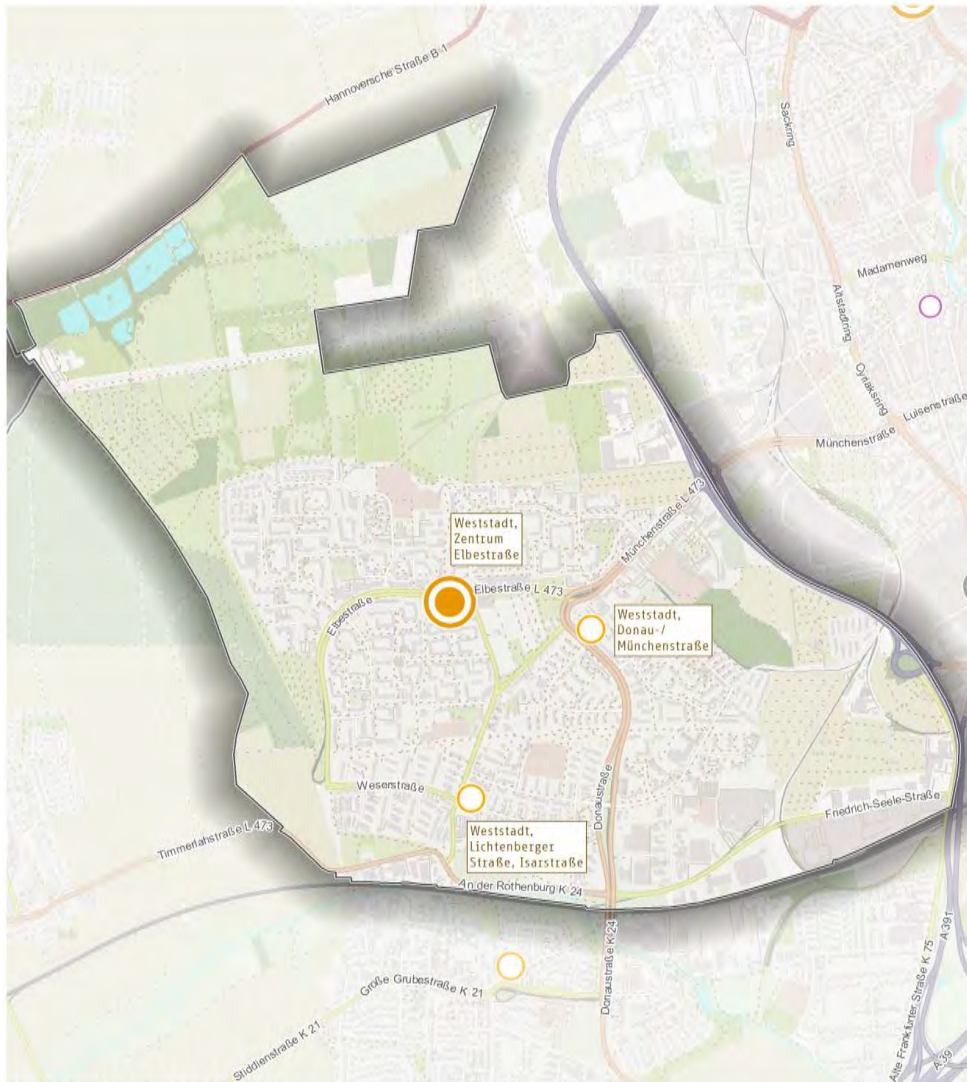 Hannoversche Straße B 1
Sackring
Madamenweg
Altstadtring
Cyriaksring
Luisenstraße
Münchenstraße
Münchenstraße L 473
Weststadt,
Zentrum
Elbestraße
Elbestraße L 473
Elbestraße
Weststadt,
Donau-/
Münchenstraße
Weserstraße
Donaustraße
Friedrich-Seele-Straße
Weststadt,
Lichtenberger
Straße, Isarstraße
Timmerlahstraße L 473
An der Rothenburg K 24
Donaustraße K 24
Große Grubestraße K 21
Stiddienstraße K 21
Alte Frankfurter Straße K 75
A 391
A 39